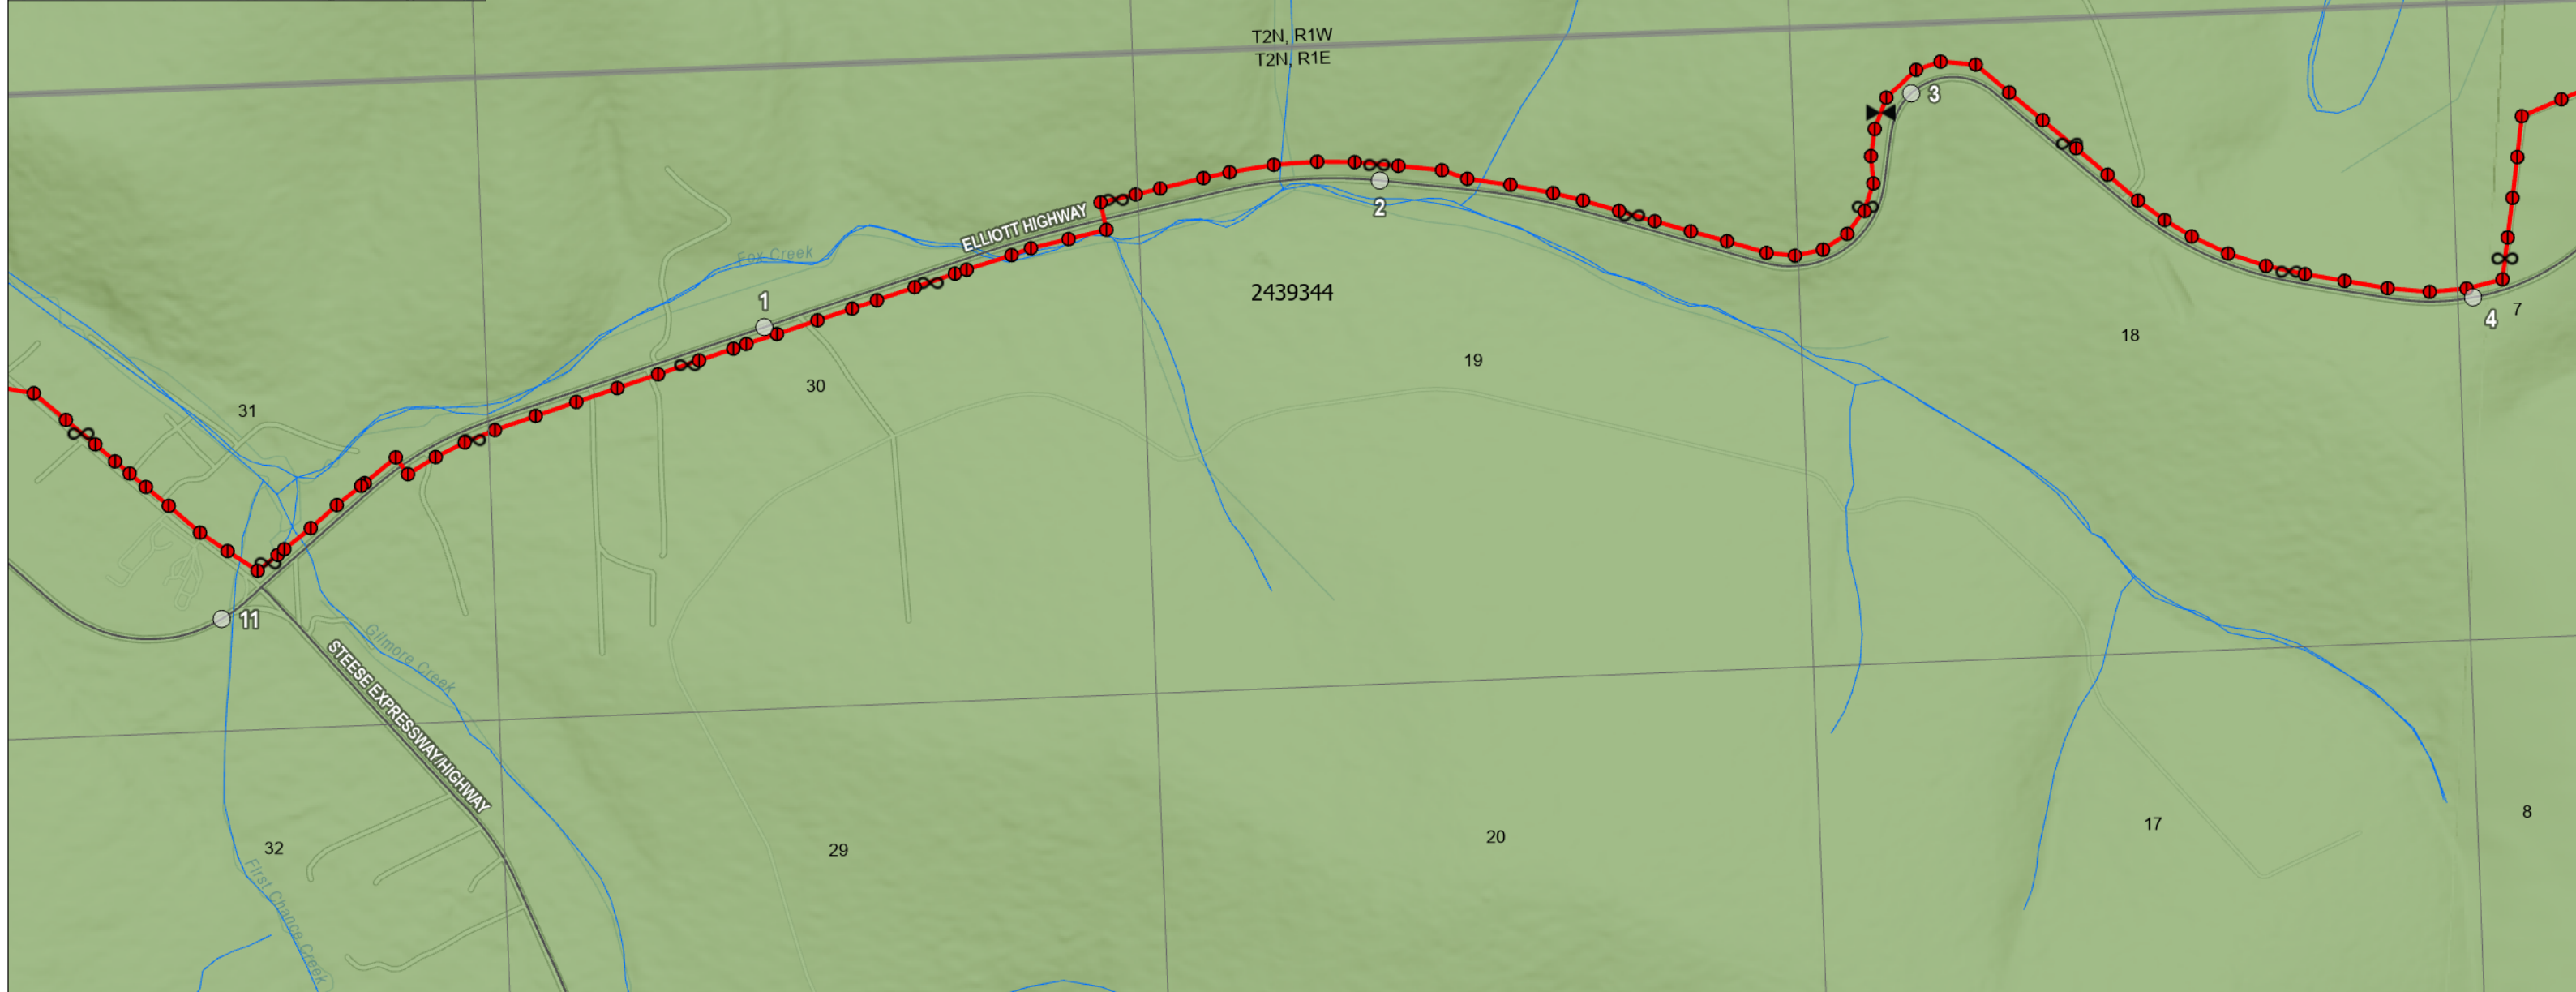 T2N, R1W
T2N, R1E
3
ELLIOTT HIGHWAY
2
Fox Creek
1
2439344
7
4
18
19
30
31
11
Gilmore Creek
STEESE EXPRESSWAY/HIGHWAY
32
29
20
17
8
First Chance Creek